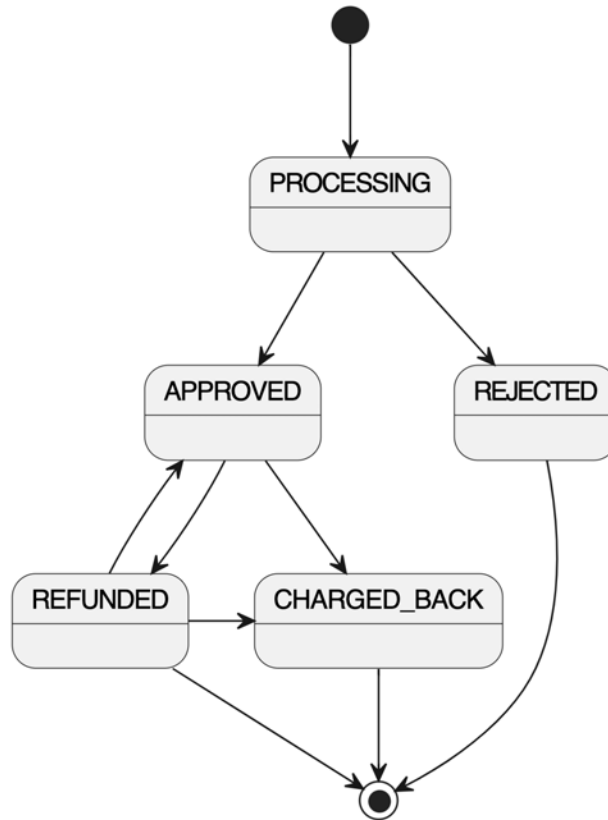 PROCESSING
APPROVED
REJECTED
REFUNDED
CHARGED_BACK